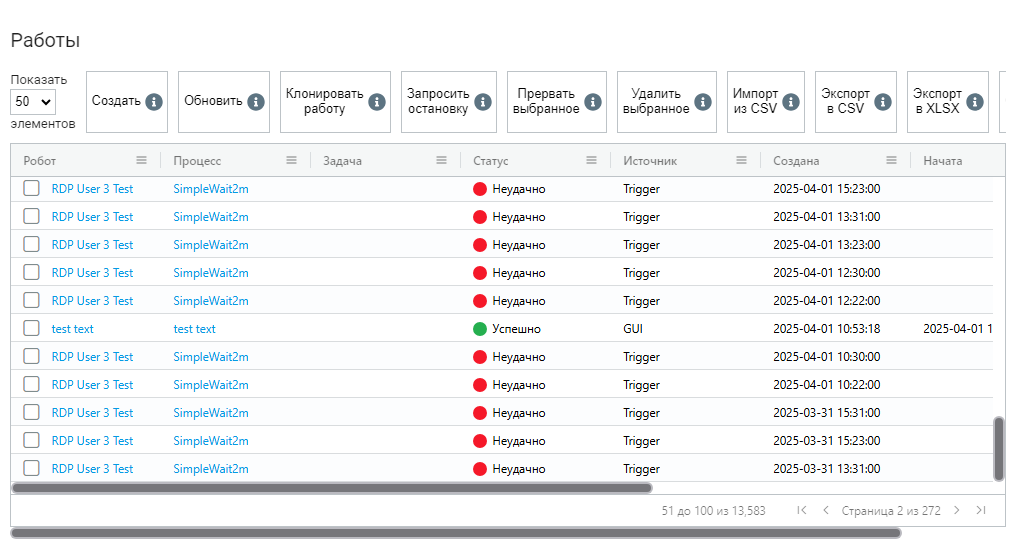 Работы
Показать
50
элементов
Создать
Обновить
Клонировать
работу
Запросить
остановку
Прервать
выбранное
Удалить
выбранное
Импорт
из CSV
Экспорт
в CSV
Экспорт
в XLSX
Робот Процесс Задача Статус Источник Создана Начата
RDP User 3 Test SimpleWait2m Неудачно Trigger 2025-04-01 15:23:00
RDP User 3 Test SimpleWait2m Неудачно Trigger 2025-04-01 13:31:00
RDP User 3 Test SimpleWait2m Неудачно Trigger 2025-04-01 13:23:00
RDP User 3 Test SimpleWait2m Неудачно Trigger 2025-04-01 12:30:00
RDP User 3 Test SimpleWait2m Неудачно Trigger 2025-04-01 12:22:00
test text test text Успешно GUI 2025-04-01 10:53:18 2025-04-01 1
RDP User 3 Test SimpleWait2m Неудачно Trigger 2025-04-01 10:30:00
RDP User 3 Test SimpleWait2m Неудачно Trigger 2025-04-01 10:22:00
RDP User 3 Test SimpleWait2m Неудачно Trigger 2025-03-31 15:31:00
RDP User 3 Test SimpleWait2m Неудачно Trigger 2025-03-31 15:23:00
RDP User 3 Test SimpleWait2m Неудачно Trigger 2025-03-31 13:31:00
51 до 100 из 13,583 Страница 2 из 272